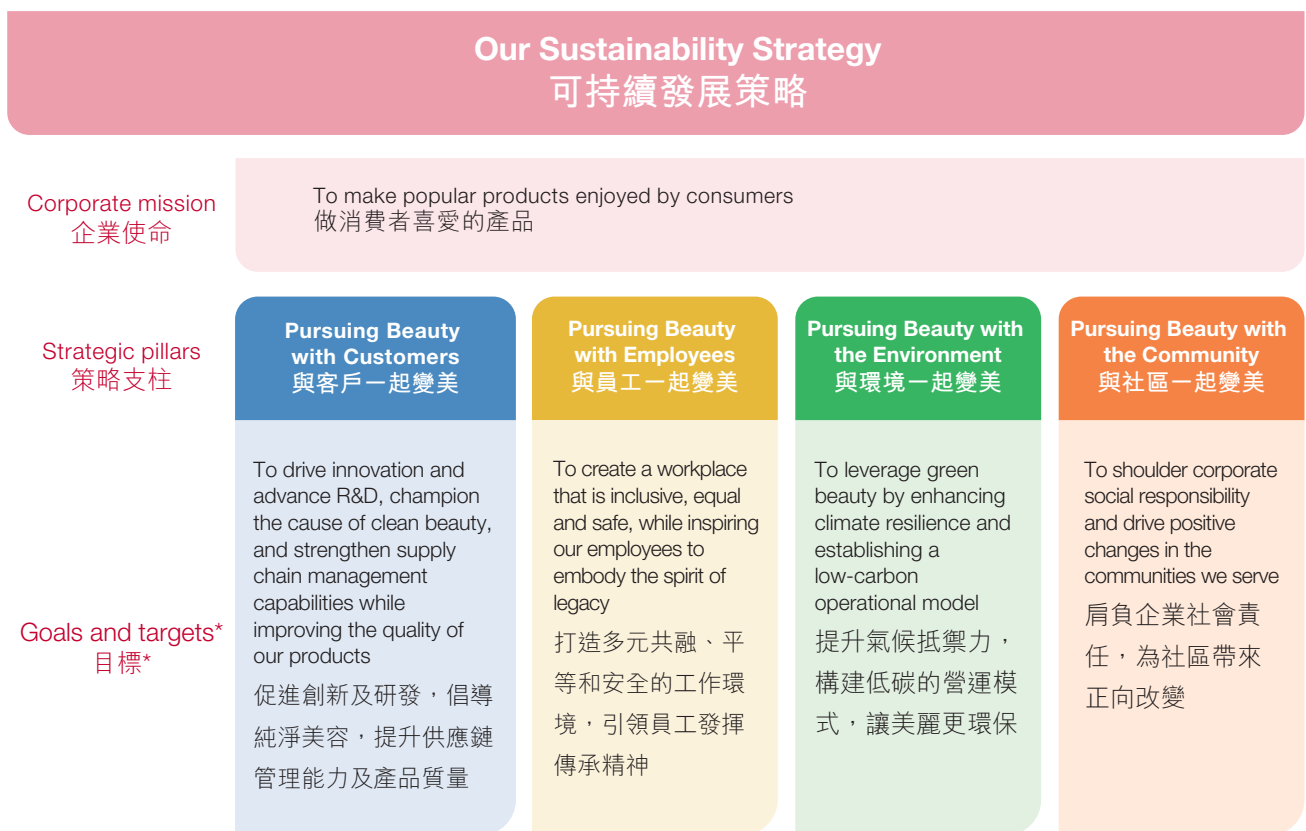 Our Sustainability Strategy
可持續發展策略
Corporate mission
企業使命
To make popular products enjoyed by consumers
做消費者喜愛的產品
Strategic pillars
策略支柱
Pursuing Beauty
with Customers
與客戶一起變美
Pursuing Beauty
with Employees
與員工一起變美
Pursuing Beauty with
the Environment
與環境一起變美
Pursuing Beauty with
the Community
與社區一起變美
Goals and targets*
目標*
To drive innovation and
advance R&D, champion
the cause of clean beauty,
and strengthen supply
chain management
capabilities while
improving the quality of
our products
促進創新及研發，倡導
純淨美容，提升供應鏈
管理能力及產品質量
To create a workplace
that is inclusive, equal
and safe, while inspiring
our employees to
embody the spirit of
legacy
打造多元共融、平
等和安全的工作環
境，引領員工發揮
傳承精神
To leverage green
beauty by enhancing
climate resilience and
establishing a
low-carbon
operational model
提升氣候抵禦力，
構建低碳的營運模
式，讓美麗更環保
To shoulder corporate
social responsibility
and drive positive
changes in the
communities we serve
肩負企業社會責
任，為社區帶來
正向改變